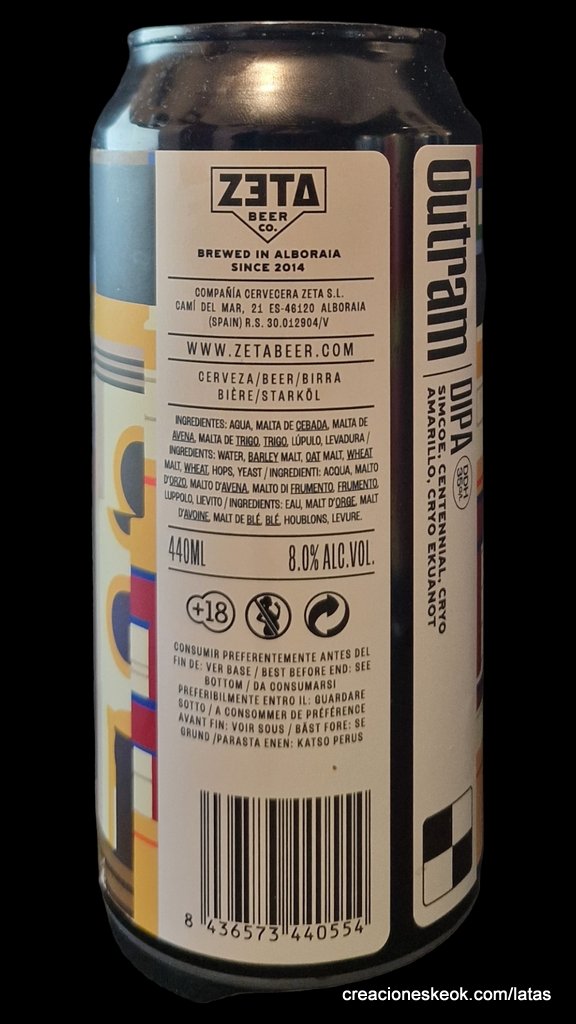 ZETA
BEER
CO.
BREWED IN ALBORAIA
SINCE 2014
COMPAÑÍA CERVECERA ZETA S.L.
CAMÍ DEL MAR, 21 ES-46120 ALBORAIA
(SPAIN) R.S. 30.012904/V
WWW.ZETABEER.COM
CERVEZA/BEER/BIRRA
BIÈRE/STARKÖL
INGREDIENTES: AGUA, MALTA DE CEBADA, MALTA DE
AVENA, MALTA DE TRIGO, TRIGO, LÚPULO, LEVADURA /
INGREDIENTS: WATER, BARLEY MALT, OAT MALT, WHEAT
MALT, WHEAT, HOPS, YEAST / INGREDIENTI: ACQUA, MALTO
D'ORZO, MALTO D'AVENA, MALTO DI FRUMENTO, FRUMENTO,
LUPPOLO, LIEVITO / INGREDIENTS: EAU, MALT D'ORGE, MALT
D'AVOINE, MALT DE BLÉ, BLÉ, HOUBLONS, LEVURE.
440ML 8.0% ALC.VOL.
+18
CONSUMIR PREFERENTEMENTE ANTES DEL
FIN DE: VER BASE / BEST BEFORE END: SEE
BOTTOM / DA CONSUMARSI
PREFERIBILMENTE ENTRO IL: GUARDARE
SOTTO / A CONSOMMER DE PRÉFÉRENCE
AVANT FIN: VOIR SOUS / BÄST FORE: SE
GRUND /PARASTA ENEN: KATSO PERUS
8 436573 440554
Outram
DIPA
DDH
SIMCOE, CENTENNIAL, CRYO
AMARILLO, CRYO EKUANOT
creacioneskeok.com/latas